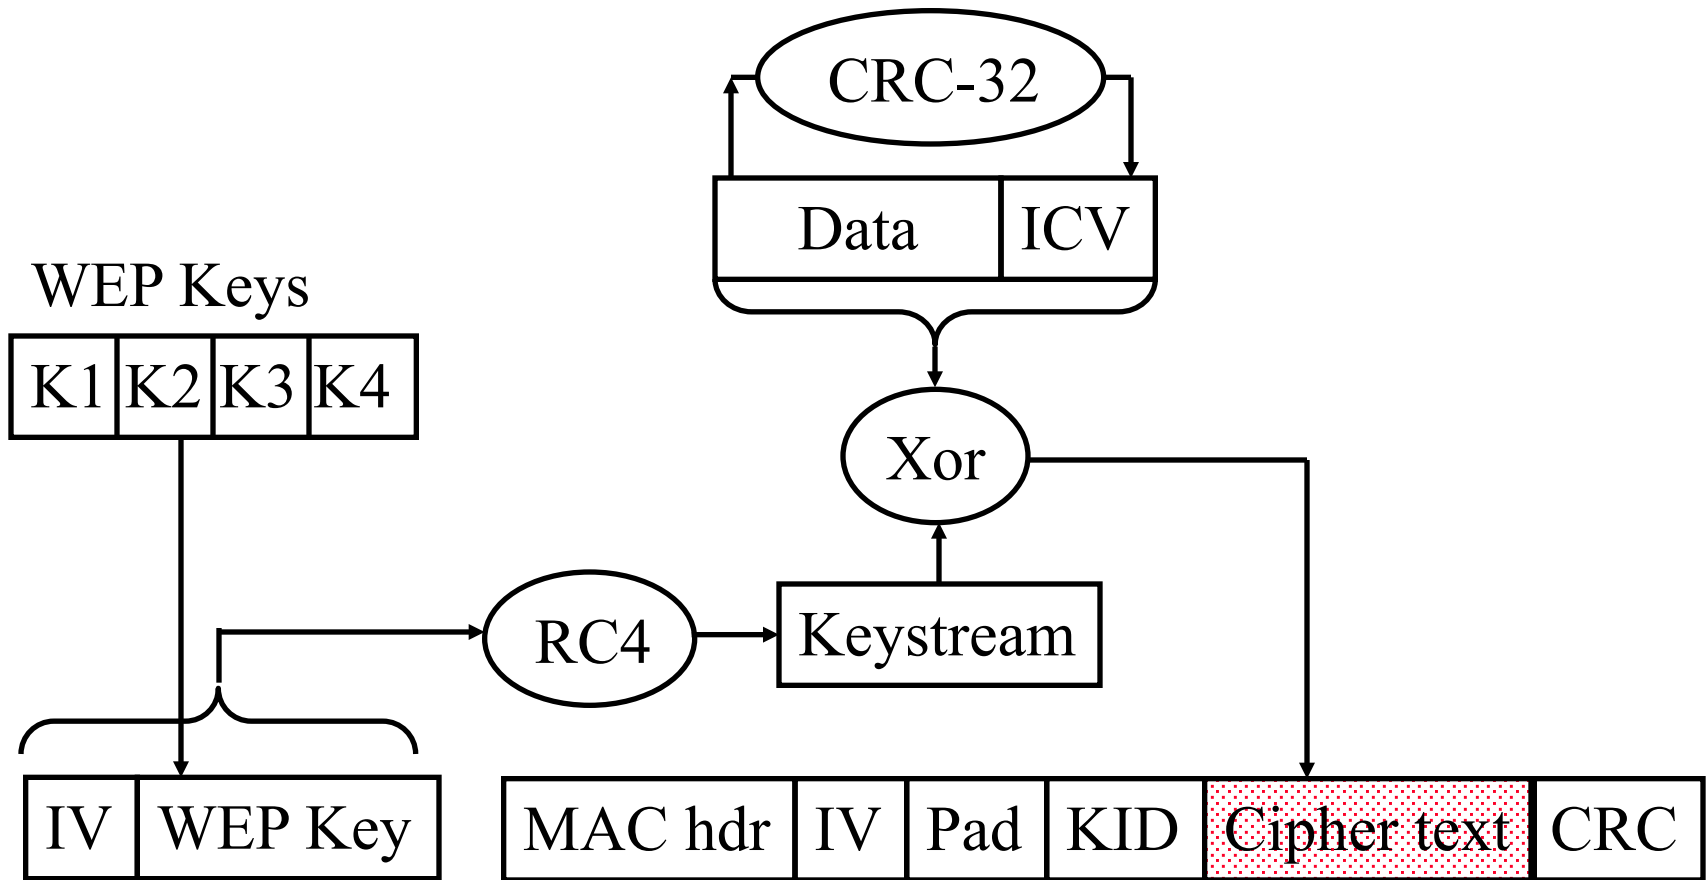 CRC-32
Data ICV
WEP Keys
K1 K2 K3 K4
Xor
RC4 Keystream
IV WEP Key
MAC hdr IV Pad KID Cipher text CRC